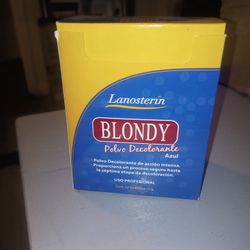 Lanosterin
BLONDY
Polvo Decolorante
Azul
· Polvo Decolorante de acción intensa.
· Proporciona un proceso seguro hasta
la séptima etapa de decoloración.
USO PROFESIONAL